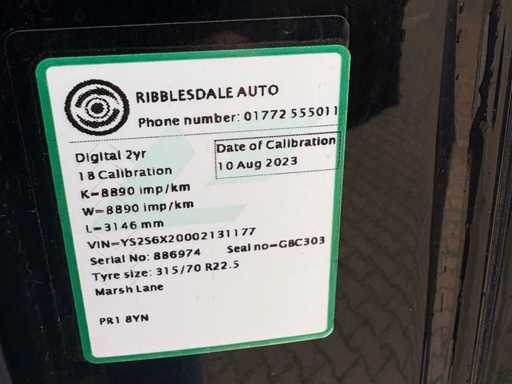 RIBBLESDALE AUTO
Phone number: 01772 555011
Digital 2yr
18 Calibration
Date of Calibration
10 Aug 2023
K=8890 imp/km
W=8890 imp/km
L=3146 mm
VIN=YS2S6X20002131177
Serial No: 886974 Seal no=GBC303
Tyre size: 315/70 R22.5
Marsh Lane
PR1 8YN